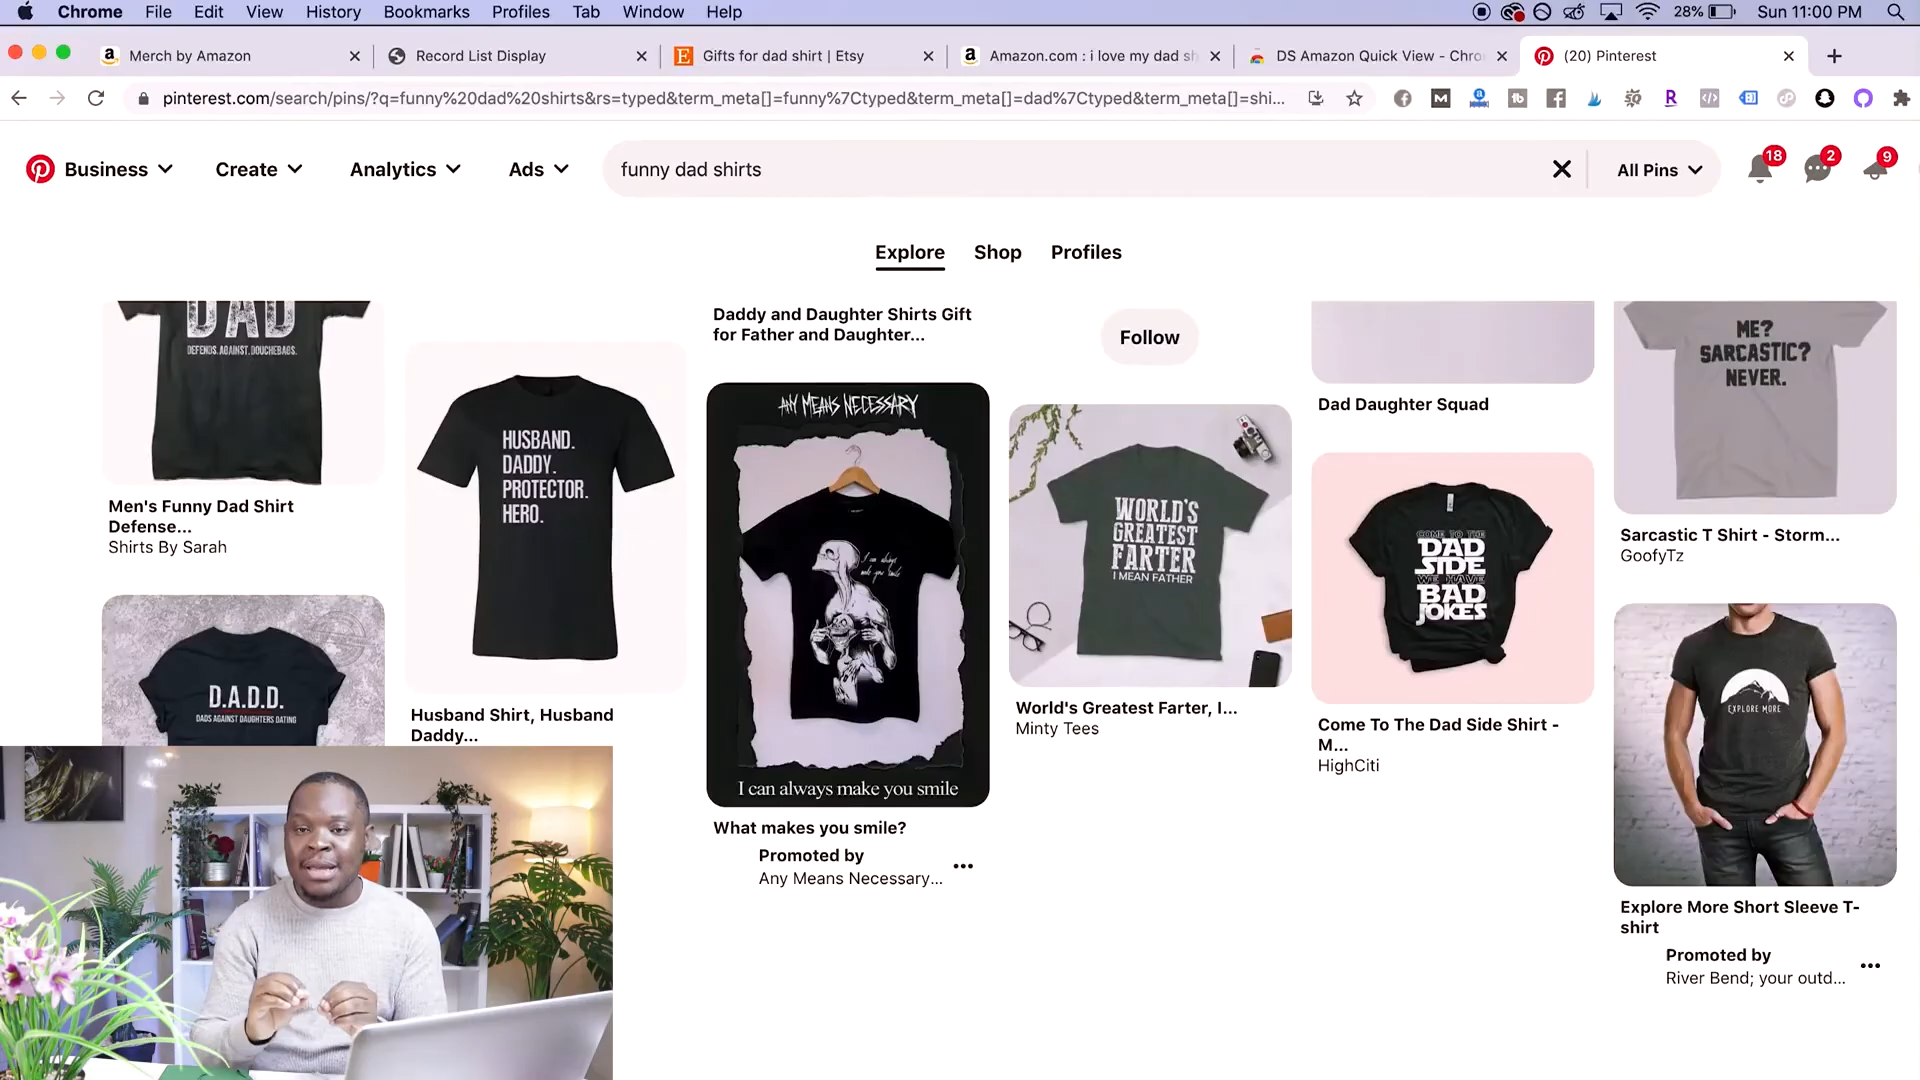 Chrome File Edit View History Bookmarks Profiles Tab Window Help
28% Sun 11:00 PM
Merch by Amazon
Record List Display
Gifts for dad shirt | Etsy
Amazon.com : i love my dad sh
DS Amazon Quick View - Chro
(20) Pinterest
pinterest.com/search/pins/?q=funny%20dad%20shirts&rs=typed&term_meta[]=funny%7Ctyped&term_meta[]=dad%7Ctyped&term_meta[]=shi...
Business
Create
Analytics
Ads
funny dad shirts
All Pins
18
2
9
Explore
Shop
Profiles
DAD
DEFENDS. AGAINST. DOUCHEBAGS.
Men's Funny Dad Shirt
Defense...
Shirts By Sarah
D.A.D.D.
DADS AGAINST DAUGHTERS DATING
HUSBAND.
DADDY.
PROTECTOR.
HERO.
Husband Shirt, Husband
Daddy...
Daddy and Daughter Shirts Gift
for Father and Daughter...
ANY MEANS NECESSARY
I can always
make you smile
I can always make you smile
What makes you smile?
Promoted by
Any Means Necessary...
Follow
WORLD'S
GREATEST
FARTER
I MEAN FATHER
World's Greatest Farter, I...
Minty Tees
Dad Daughter Squad
COME TO THE
DAD
SIDE
WE HAVE
BAD
JOKES
Come To The Dad Side Shirt -
M...
HighCiti
ME?
SARCASTIC?
NEVER.
Sarcastic T Shirt - Storm...
GoofyTz
EXPLORE MORE
Explore More Short Sleeve T-
shirt
Promoted by
River Bend; your outd...